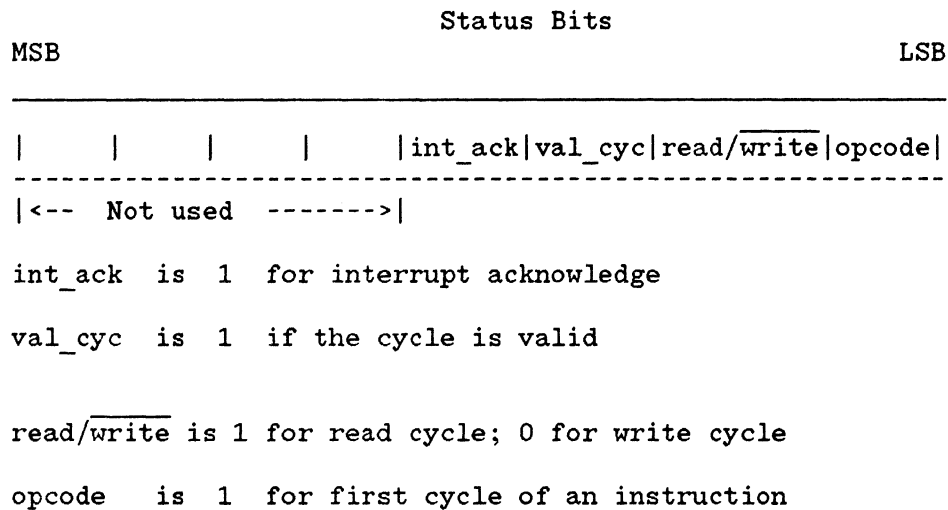 Status Bits
MSB LSB
| | | | |int_ack|val_cyc|read/write|opcode|
|<-- Not used ------->|
int_ack is 1 for interrupt acknowledge
val_cyc is 1 if the cycle is valid
read/write is 1 for read cycle; 0 for write cycle
opcode is 1 for first cycle of an instruction